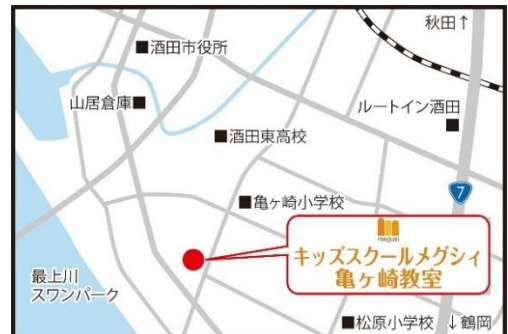 秋田↑
■酒田市役所
山居倉庫■
ルートイン酒田
■酒田東高校
7
■亀ヶ崎小学校
megusii
キッズスクールメグシィ
亀ヶ崎教室
最上川
スワンパーク
■松原小学校
↓鶴岡